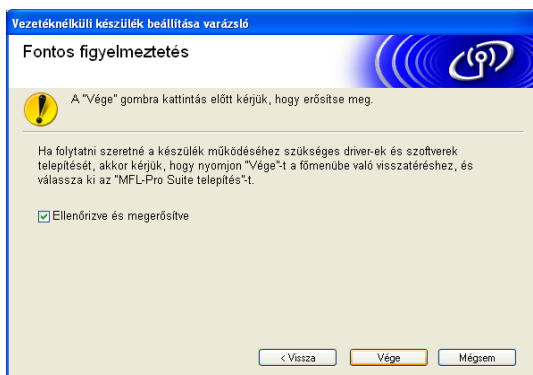 Vezetéknélküli készülék beállítása varázsló
Fontos figyelmeztetés
A "Vége" gombra kattintás előtt kérjük, hogy erősítse meg.
Ha folytatni szeretné a készülék működéséhez szükséges driver-ek és szoftverek
telepítését, akkor kérjük, hogy nyomjon "Vége"-t a főmenübe való visszatéréshez, és
válassza ki az "MFL-Pro Suite telepítés"-t.
Ellenőrizve és megerősítve
< Vissza
Vége
Mégsem